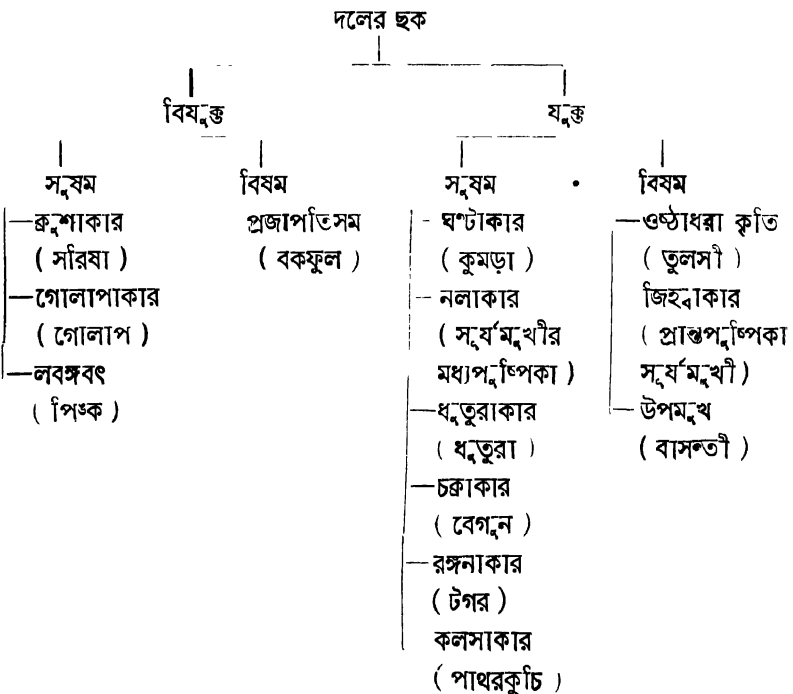 দলের ছক
বিযুক্ত
যুক্ত
সুষম
বিষম
সুষম
বিষম
ক্রুশাকার
( সরিষা )
গোলাপাকার
( গোলাপ )
লবঙ্গবৎ
( পিঙ্ক )
প্রজাপতিসম
( বকফুল )
ঘণ্টাকার
( কুমড়া )
নলাকার
( সূর্যমুখীর
মধ্যপুষ্পিকা )
ধুতুরাকার
( ধুতুরা )
চক্রাকার
( বেগুন )
রঙ্গনাকার
( টগর )
কলসাকার
( পাথরকুচি )
ওষ্ঠাধরা কৃতি
( তুলসী )
জিহ্বাকার
( প্রান্তপুষ্পিকা
সূর্যমুখী )
উপমুখ
( বাসন্তী )